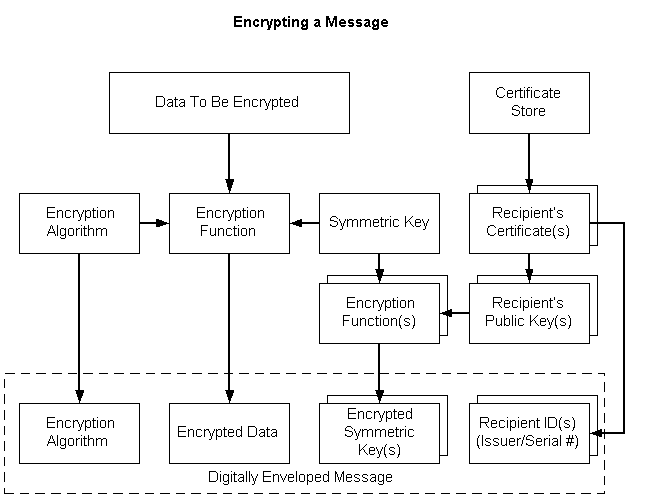 Encrypting a Message
Data To Be Encrypted
Certificate
Store
Encryption
Algorithm
Encryption
Function
Symmetric Key
Recipient's
Certificate(s)
Encryption
Function(s)
Recipient's
Public Key(s)
Encryption
Algorithm
Encrypted Data
Encrypted
Symmetric
Key(s)
Recipient ID(s)
(Issuer/Serial #)
Digitally Enveloped Message